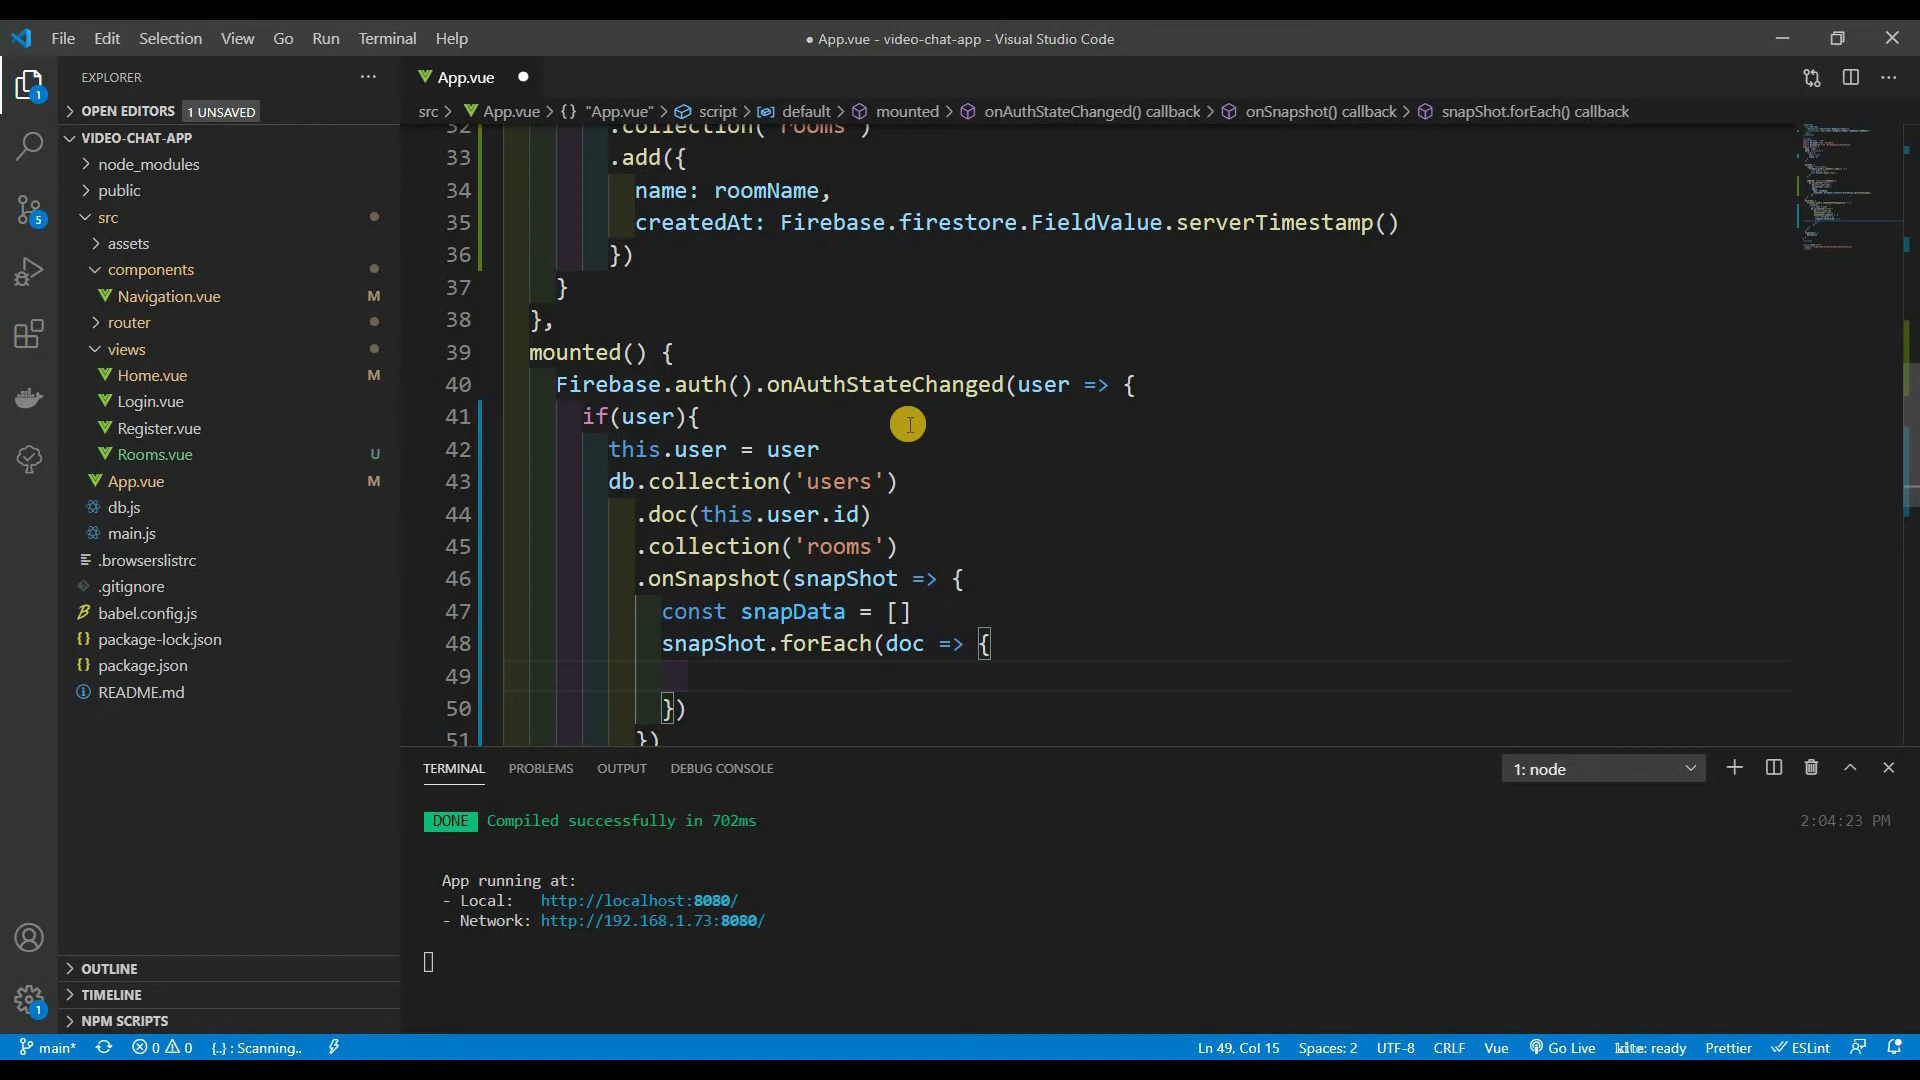 File Edit Selection View Go Run Terminal Help
● App.vue - video-chat-app - Visual Studio Code
EXPLORER
App.vue
OPEN EDITORS 1 UNSAVED
src > App.vue > {} "App.vue" > script > default > mounted > onAuthStateChanged() callback > onSnapshot() callback > snapShot.forEach() callback
VIDEO-CHAT-APP
node_modules
public
src
assets
components
Navigation.vue M
router
views
Home.vue M
Login.vue
Register.vue
Rooms.vue U
App.vue M
db.js
main.js
.browserslistrc
.gitignore
babel.config.js
package-lock.json
package.json
README.md
OUTLINE
TIMELINE
NPM SCRIPTS
1
5
1
32 .collection('rooms')
33 .add({
34 name: roomName,
35 createdAt: Firebase.firestore.FieldValue.serverTimestamp()
36 })
37 }
38 },
39 mounted() {
40 Firebase.auth().onAuthStateChanged(user => {
41 if(user){
42 this.user = user
43 db.collection('users')
44 .doc(this.user.id)
45 .collection('rooms')
46 .onSnapshot(snapShot => {
47 const snapData = []
48 snapShot.forEach(doc => {
49
50 })
51 })
TERMINAL PROBLEMS OUTPUT DEBUG CONSOLE 1: node
DONE Compiled successfully in 702ms 2:04:23 PM
App running at:
- Local: http://localhost:8080/
- Network: http://192.168.1.73:8080/
main* 0 0 {..} : Scanning.. Ln 49, Col 15 Spaces: 2 UTF-8 CRLF Vue Go Live kite: ready Prettier ESLint